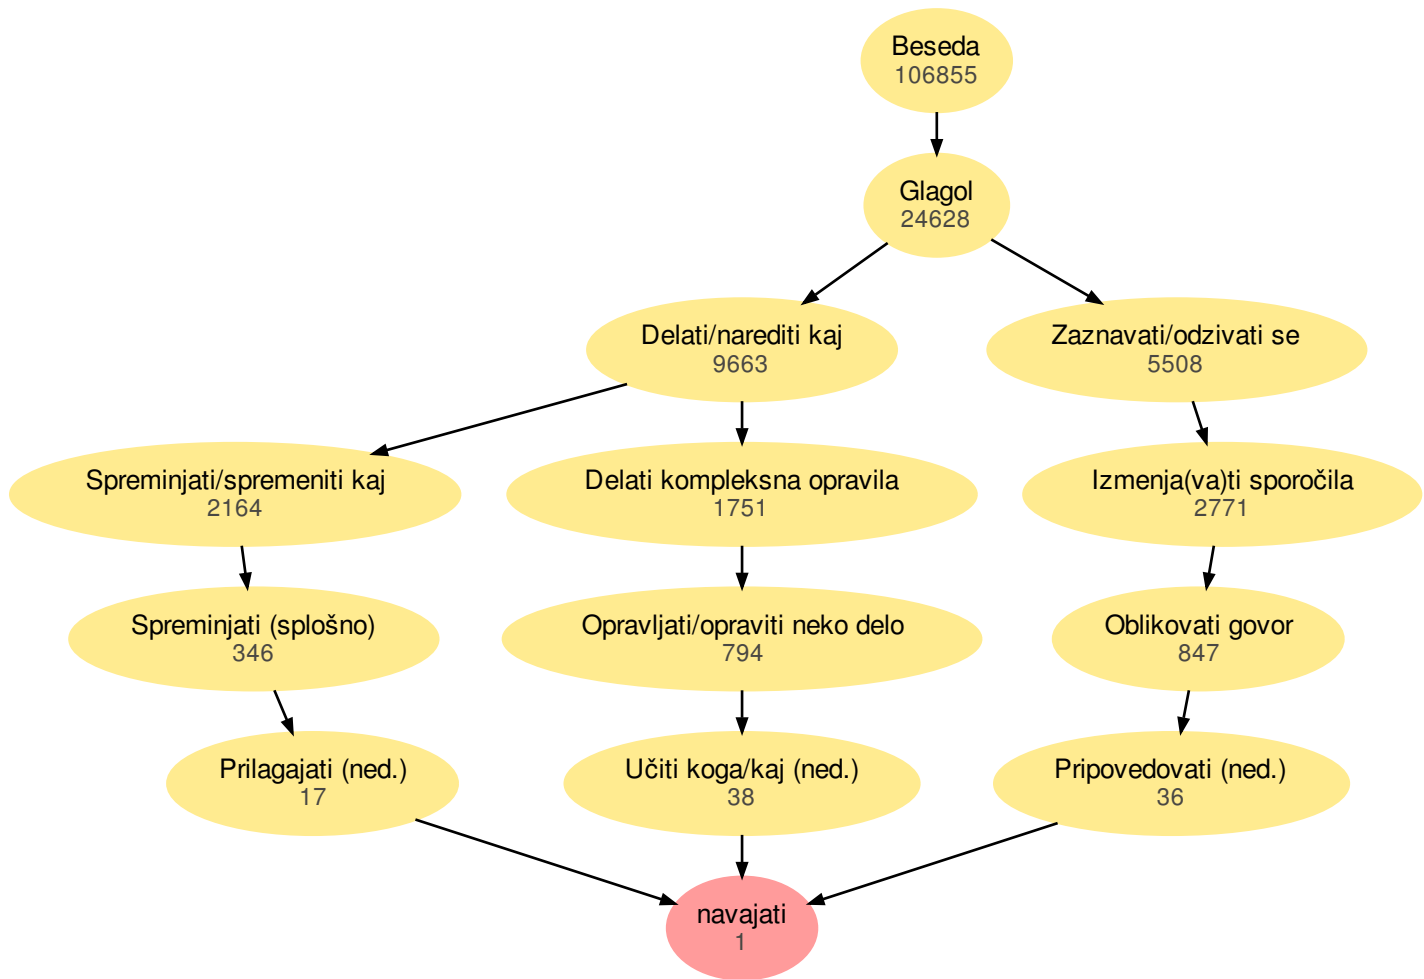 Beseda
106855
Glagol
24628
Delati/narediti kaj
9663
Zaznavati/odzivati se
5508
Spreminjati/spremeniti kaj
2164
Delati kompleksna opravila
1751
Izmenja(va)ti sporočila
2771
Spreminjati (splošno)
346
Opravljati/opraviti neko delo
794
Oblikovati govor
847
Prilagajati (ned.)
17
Učiti koga/kaj (ned.)
38
Pripovedovati (ned.)
36
navajati
1